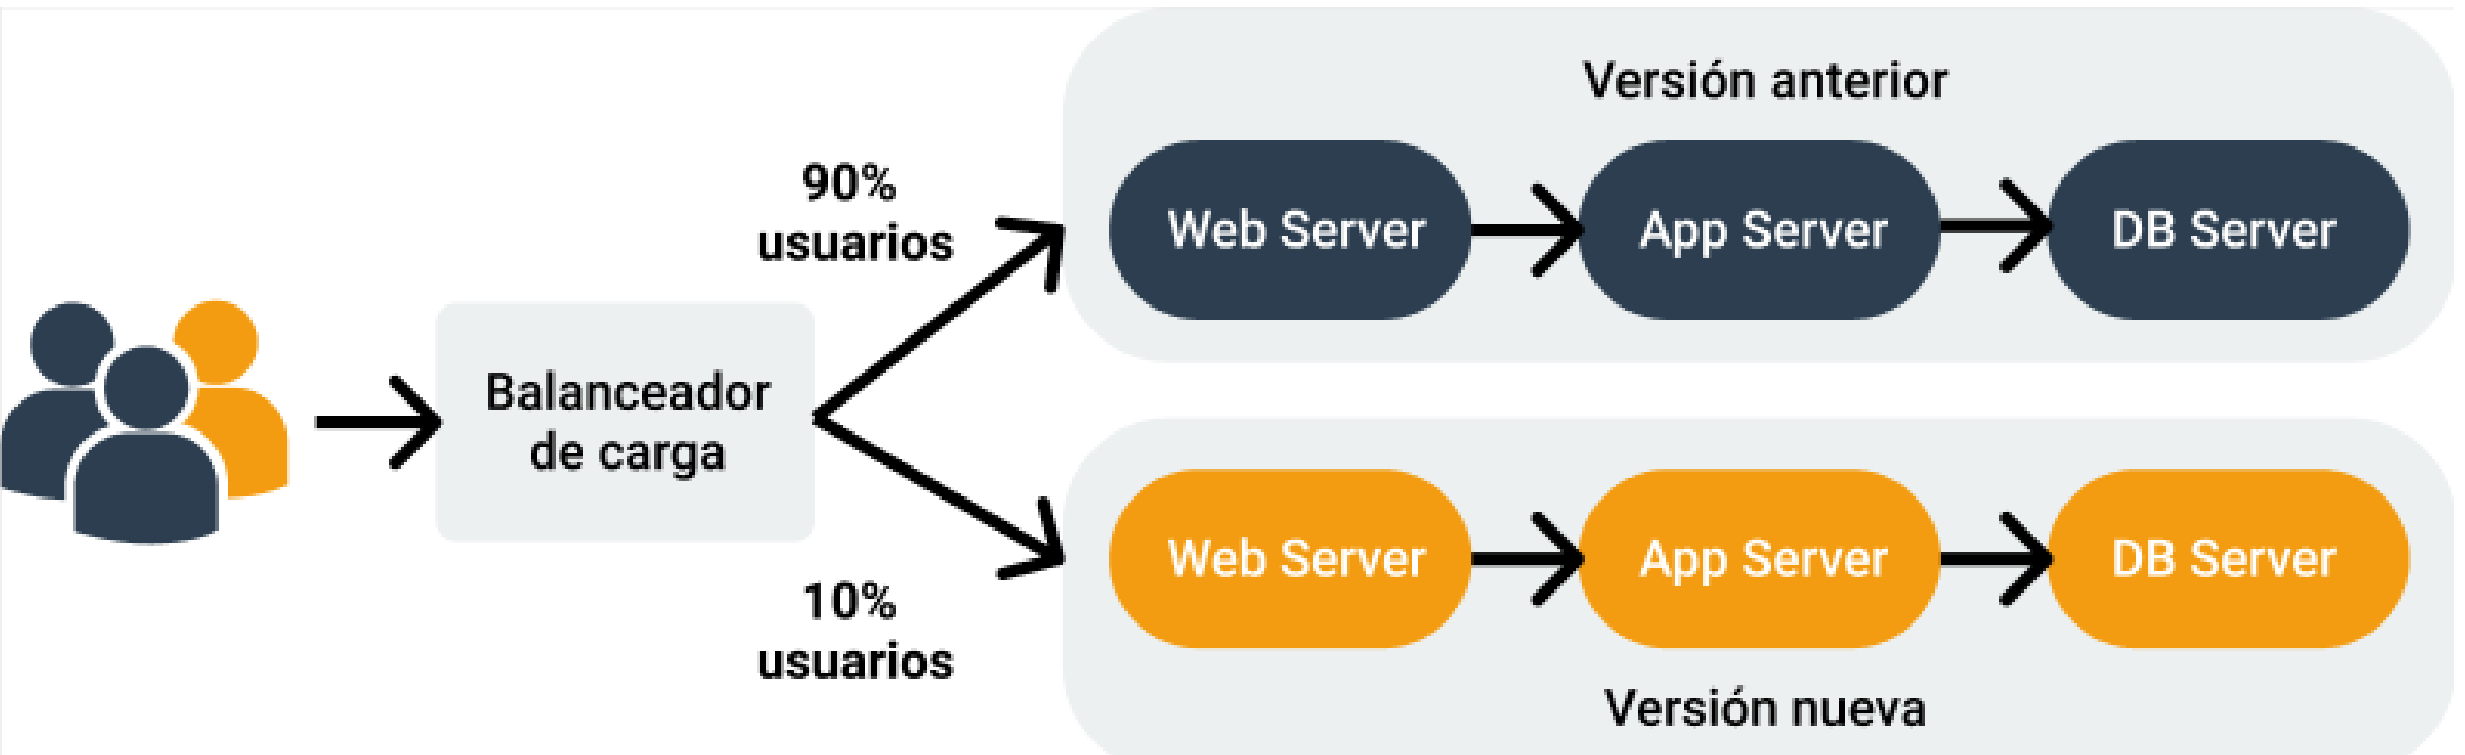 Versión anterior
90%
usuarios
Web Server
App Server
DB Server
Balanceador
de carga
10%
usuarios
Web Server
App Server
DB Server
Versión nueva